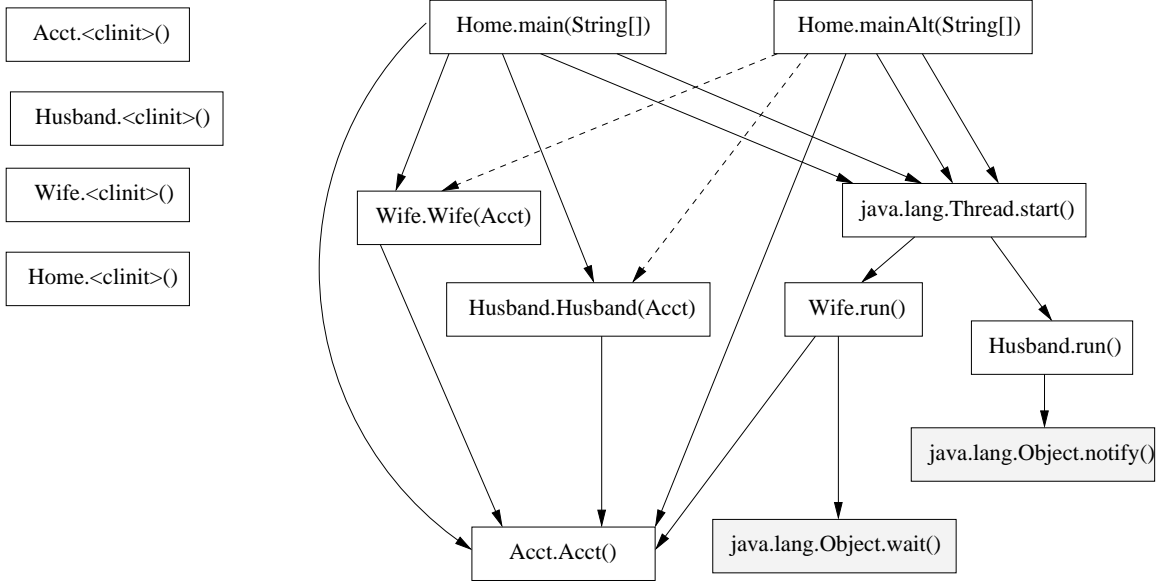 Home.main(String[])
Home.mainAlt(String[])
Acct.<clinit>()
Husband.<clinit>()
Wife.<clinit>()
Wife.Wife(Acct)
java.lang.Thread.start()
Home.<clinit>()
Husband.Husband(Acct)
Wife.run()
Husband.run()
java.lang.Object.notify()
Acct.Acct()
java.lang.Object.wait()